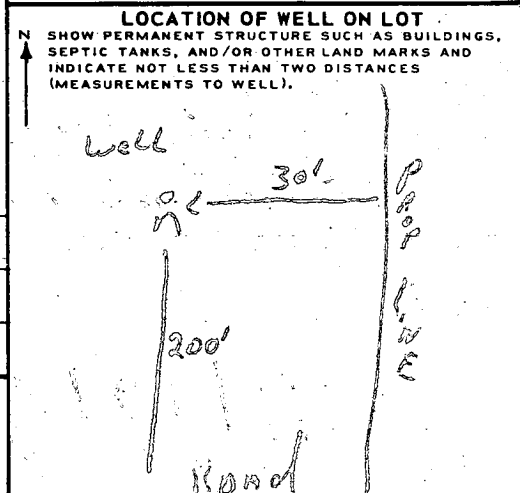 LOCATION OF WELL ON LOT
N SHOW PERMANENT STRUCTURE SUCH AS BUILDINGS,
SEPTIC TANKS, AND/OR OTHER LAND MARKS AND
INDICATE NOT LESS THAN TWO DISTANCES
(MEASUREMENTS TO WELL).
Well
30'
PROP LINE
200'
Road